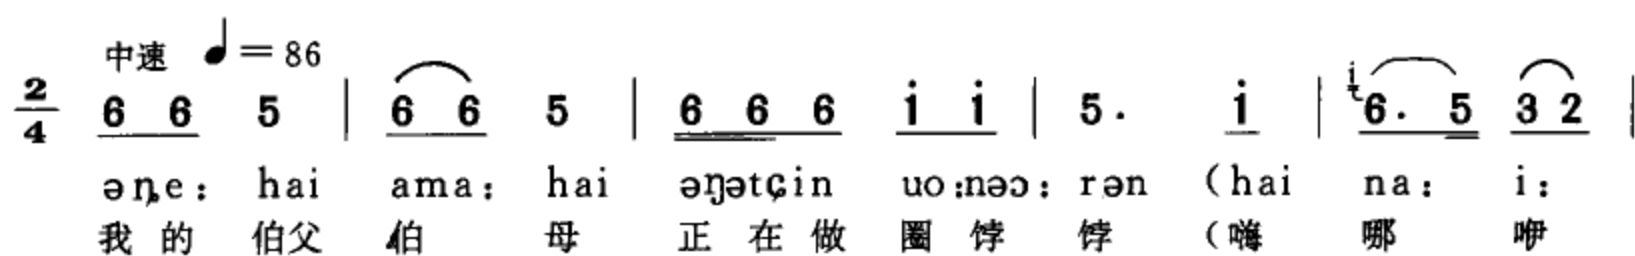 中速 ♩=86
2/4 6 6 5 | 6 6 5 | 6 6 6 i i | 5. i | i 6. 5 3 2 |
əȵe: hai ama: hai əŋətɕin uo:nəɔ: rən (hai na: i:
我的 伯父 伯 母 正在做 圈饽 饽 (嗨 哪 咿